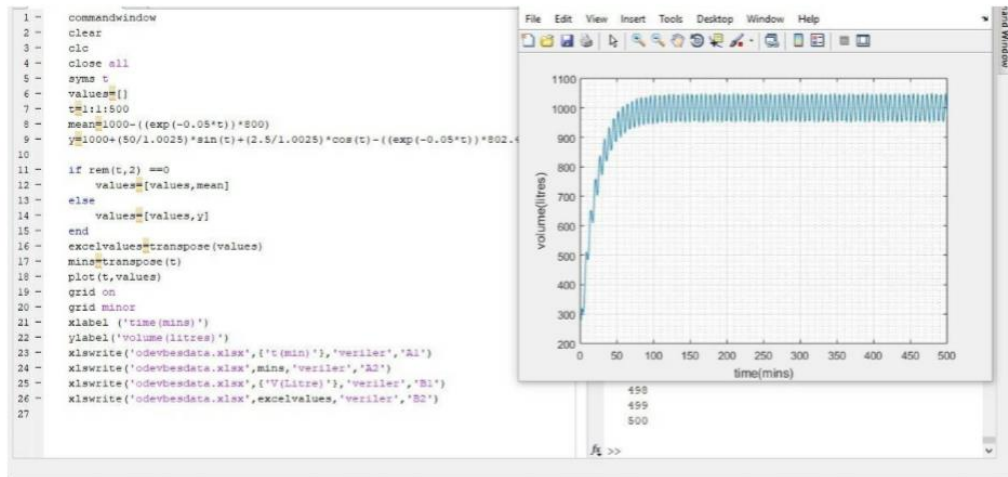 1 - commandwindow
2 - clear
3 - clc
4 - close all
5 - syms t
6 - values=[]
7 - t=1:1:500
8 - mean=1000-((exp(-0.05*t))*800)
9 - y=1000+(50/1.0025)*sin(t)+(2.5/1.0025)*cos(t)-((exp(-0.05*t))*802.4
10
11 - if rem(t,2) ==0
12 - values=[values,mean]
13 - else
14 - values=[values,y]
15 - end
16 - excelvalues=transpose(values)
17 - mins=transpose(t)
18 - plot(t,values)
19 - grid on
20 - grid minor
21 - xlabel ('time(mins)')
22 - ylabel('volume(litres)')
23 - xlswrite('odevbesdata.xlsx',{'t(min)'},'veriler','A1')
24 - xlswrite('odevbesdata.xlsx',mins,'veriler','A2')
25 - xlswrite('odevbesdata.xlsx',{'V(Litre)'},'veriler','B1')
26 - xlswrite('odevbesdata.xlsx',excelvalues,'veriler','B2')
27
File Edit View Insert Tools Desktop Window Help
1100
1000
900
800
700
600
500
400
300
200
volume(litres)
0 50 100 150 200 250 300 350 400 450 500
time(mins)
498
499
500
fx >>
mand Window